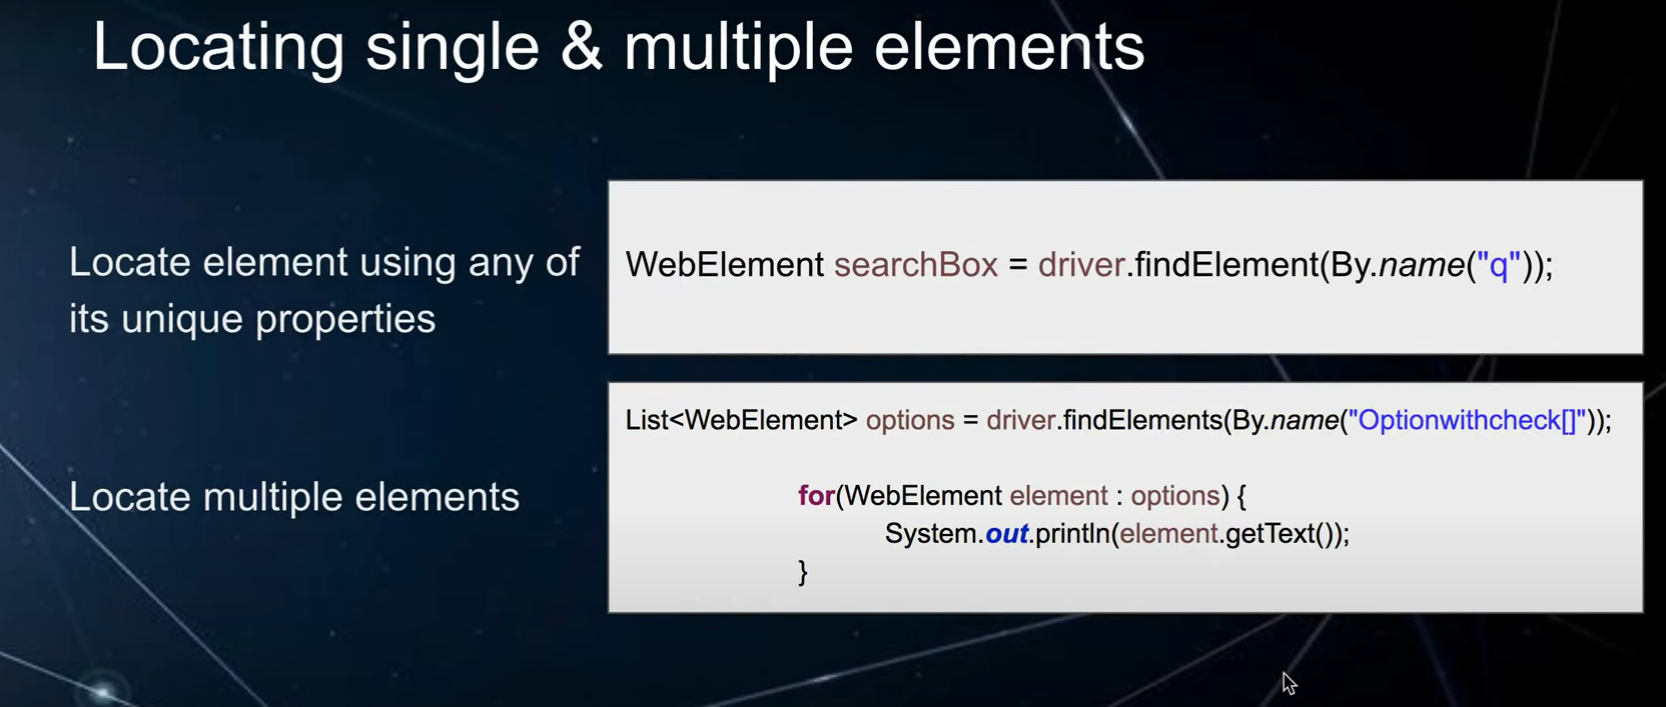 Locating single & multiple elements
Locate element using any of
its unique properties
WebElement searchBox = driver.findElement(By.name("q"));
Locate multiple elements
List<WebElement> options = driver.findElements(By.name("Optionwithcheck[]"));
for(WebElement element : options) {
System.out.println(element.getText());
}